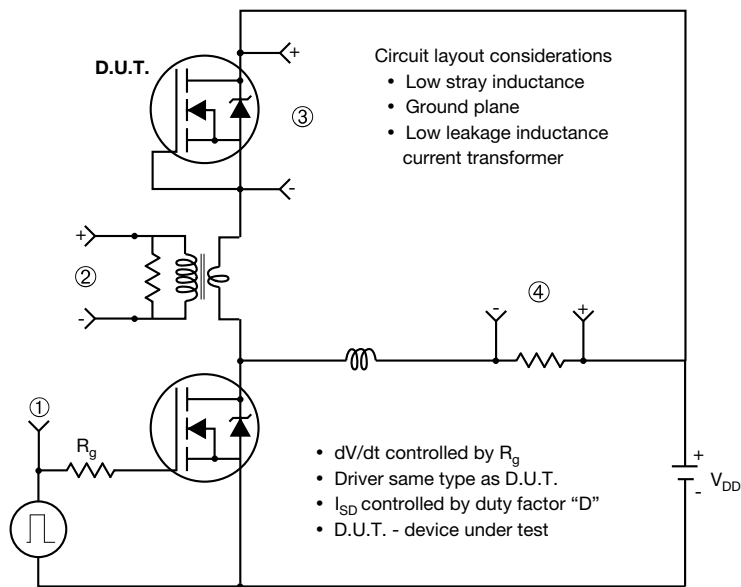 D.U.T.
+
Circuit layout considerations
• Low stray inductance
• Ground plane
• Low leakage inductance
current transformer
③
-
+
②
-
④
-
+
①
R_g
• dV/dt controlled by R_g
• Driver same type as D.U.T.
• I_SD controlled by duty factor “D”
• D.U.T. - device under test
+
V_DD
-